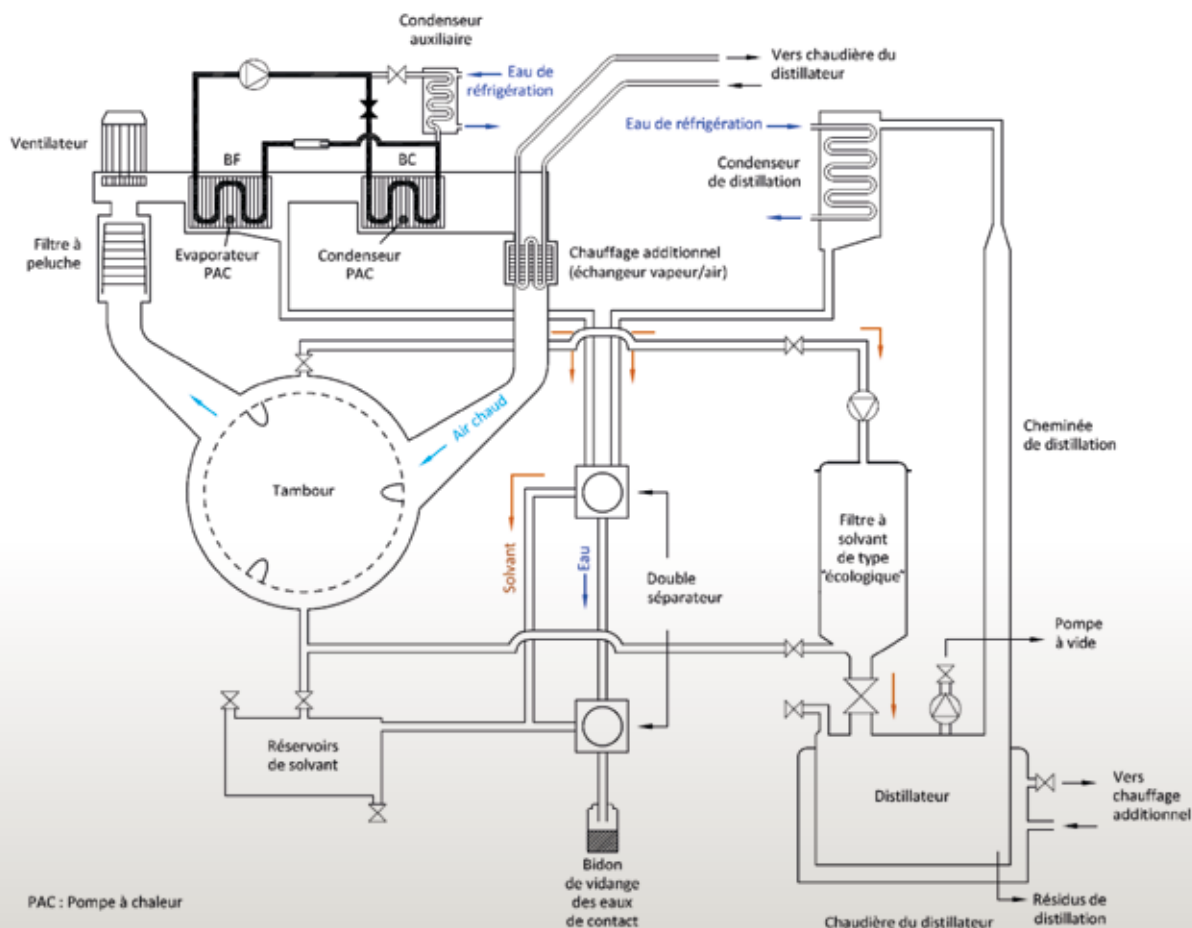 Condenseur
auxiliaire
Eau de
réfrigération
Vers chaudière du
distillateur
Ventilateur
BF
BC
Eau de réfrigération
Condenseur
de distillation
Filtre à
peluche
Evaporateur
PAC
Condenseur
PAC
Chauffage additionnel
(échangeur vapeur/air)
Air chaud
Cheminée
de distillation
Tambour
Solvant
Eau
Filtre à
solvant
de type
"écologique"
Double
séparateur
Pompe
à vide
Réservoirs
de solvant
Distillateur
Vers
chauffage
additionnel
Bidon
de vidange
des eaux
de contact
PAC : Pompe à chaleur
Résidus de
distillation
Chaudière du distillateur